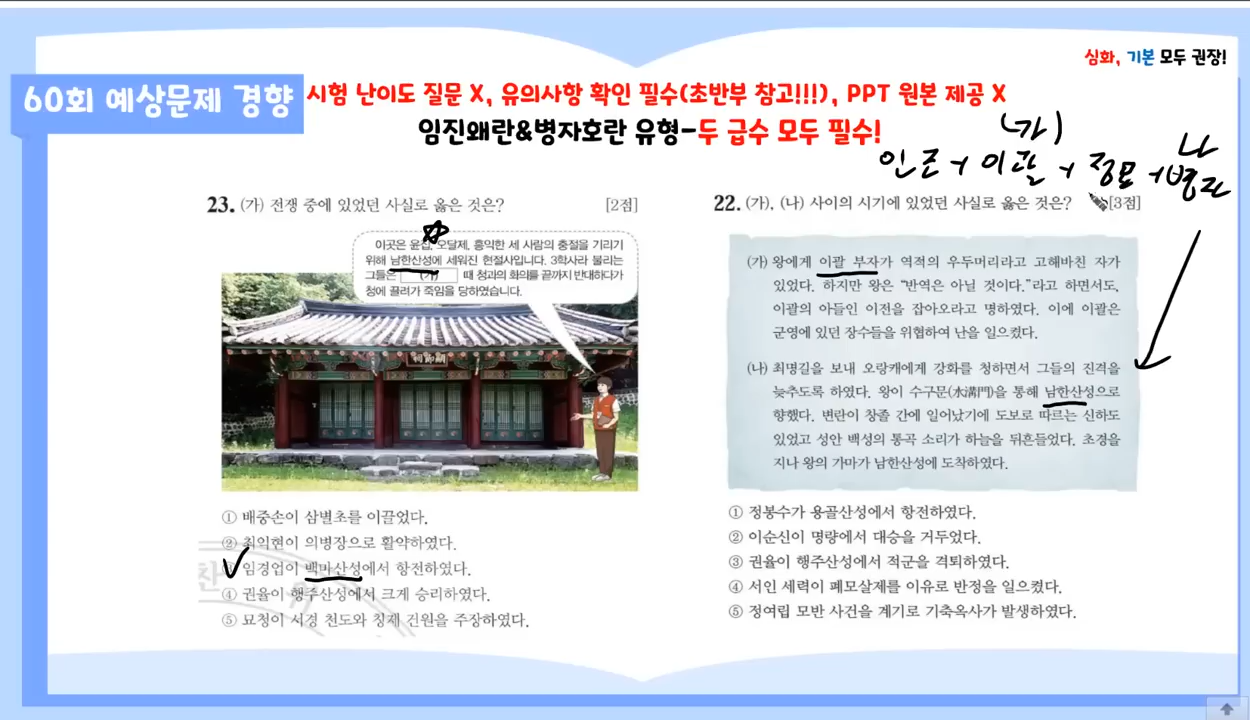 심화, 기본 모두 권장!
60회 예상문제 경향
시험 난이도 질문 X, 유의사항 확인 필수(초반부 참고!!!), PPT 원본 제공 X
임진왜란&병자호란 유형-두 급수 모두 필수!
(가) 나
인조+이괄+정묘+병자
23. (가) 전쟁 중에 있었던 사실로 옳은 것은? [2점]
이곳은 윤집, 오달제, 홍익한 세 사람의 충절을 기리기
위해 남한산성에 세워진 현절사입니다. 3학사라 불리는
그들은 (가) 때 청과의 화의를 끝까지 반대하다가
청에 끌려가 죽임을 당하였습니다.
① 배중손이 삼별초를 이끌었다.
② 최익현이 의병장으로 활약하였다.
③ 임경업이 백마산성에서 항전하였다.
④ 권율이 행주산성에서 크게 승리하였다.
⑤ 묘청이 서경 천도와 칭제 건원을 주장하였다.
22. (가), (나) 사이의 시기에 있었던 사실로 옳은 것은? [3점]
(가) 왕에게 이괄 부자가 역적의 우두머리라고 고해바친 자가
있었다. 하지만 왕은 “반역은 아닐 것이다.”라고 하면서도,
이괄의 아들인 이전을 잡아오라고 명하였다. 이에 이괄은
군영에 있던 장수들을 위협하여 난을 일으켰다.
(나) 최명길을 보내 오랑캐에게 강화를 청하면서 그들의 진격을
늦추도록 하였다. 왕이 수구문(水溝門)을 통해 남한산성으로
향했다. 변란이 창졸 간에 일어났기에 도보로 따르는 신하도
있었고 성안 백성의 통곡 소리가 하늘을 뒤흔들었다. 초경을
지나 왕의 가마가 남한산성에 도착하였다.
① 정봉수가 용골산성에서 항전하였다.
② 이순신이 명량에서 대승을 거두었다.
③ 권율이 행주산성에서 적군을 격퇴하였다.
④ 서인 세력이 폐모살제를 이유로 반정을 일으켰다.
⑤ 정여립 모반 사건을 계기로 기축옥사가 발생하였다.